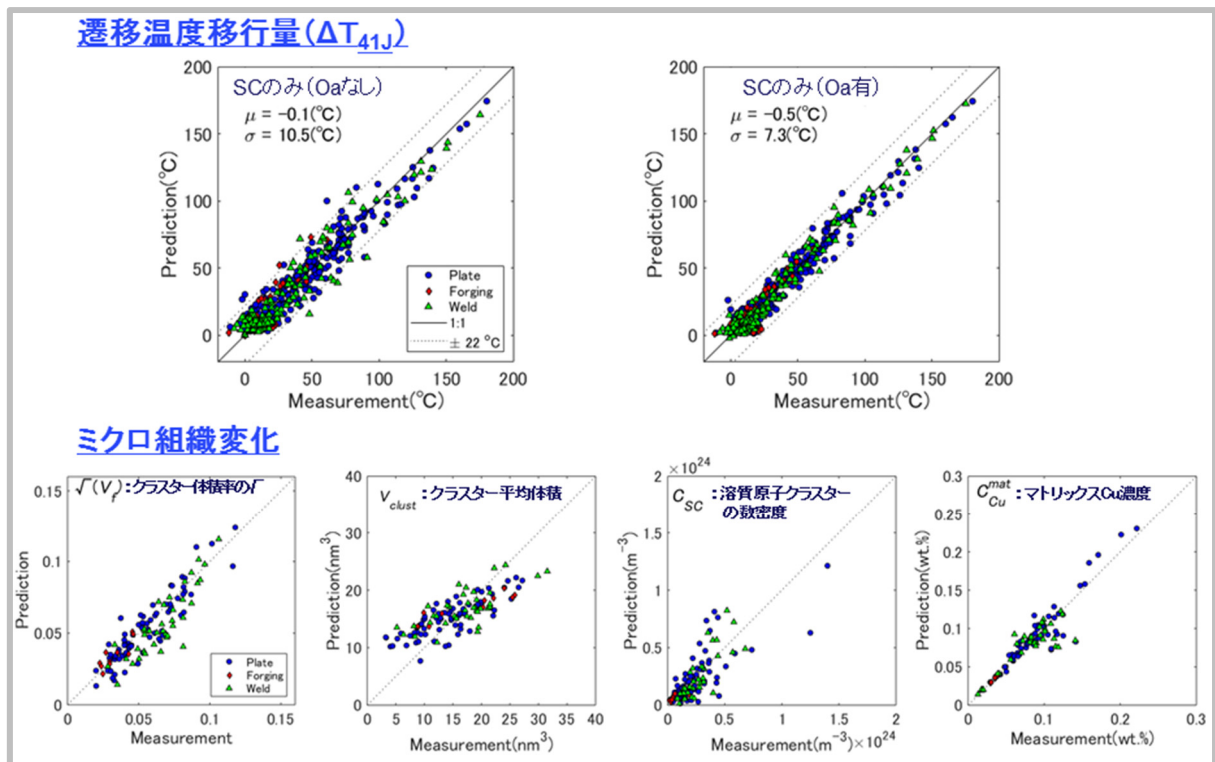 遷移温度移行量(ΔT41J)
200
150
100
50
0
Prediction(℃)
SCのみ(Oaなし)
μ = -0.1(℃)
σ = 10.5(℃)
Plate
Forging
Weld
1:1
± 22 °C
0 50 100 150 200
Measurement(℃)
200
150
100
50
0
Prediction(℃)
SCのみ(Oa有)
μ = -0.5(℃)
σ = 7.3(℃)
0 50 100 150 200
Measurement(℃)
ミクロ組織変化
0.15
0.1
0.05
0
Prediction
√(Vf):クラスター体積率の√
Plate
Forging
Weld
0 0.05 0.1
Measurement
40
30
20
10
0
Prediction(nm³)
Vclust:クラスター平均体積
0 5 10 15 20 25 30 35 40
Measurement(nm³)
×10²⁴
2
1.5
1
0.5
0
Prediction(m⁻³)
CSC:溶質原子クラスター
の数密度
0 0.5 1 1.5 2
Measurement(m⁻³)×10²⁴
0.3
0.25
0.2
0.15
0.1
0.05
0
Prediction(wt.%)
CCu mat:マトリックスCu濃度
0 0.1 0.2 0.3
Measurement(wt.%)